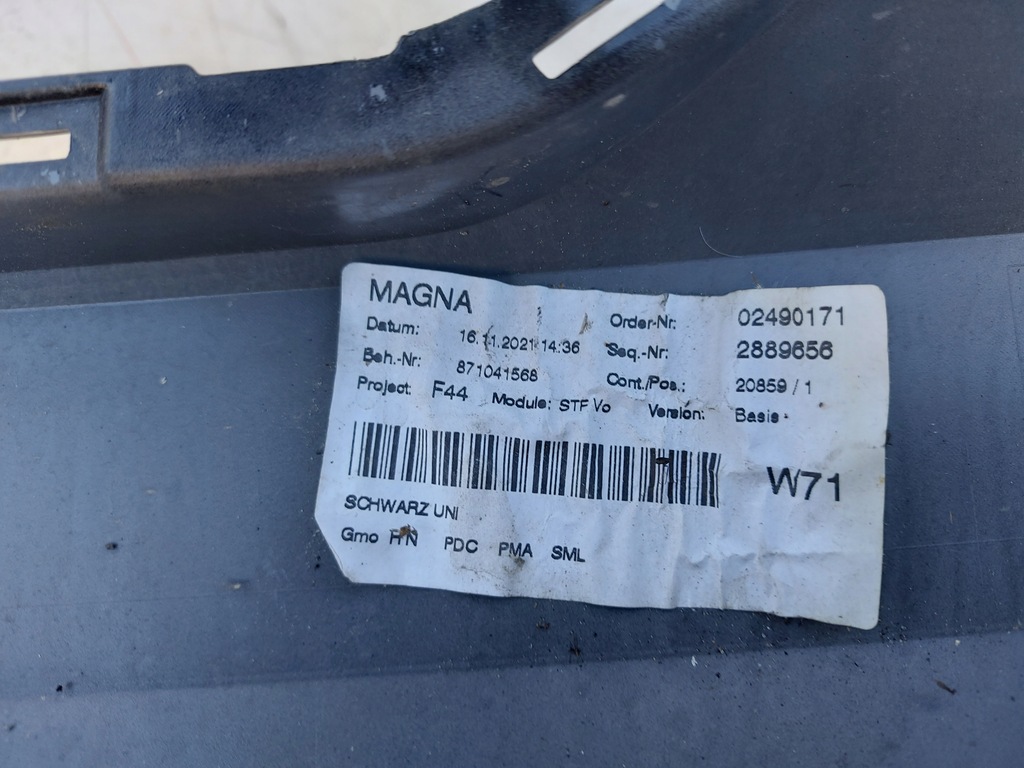 MAGNA
Datum: 16.11.2021 14:36 Order-Nr: 02490171
Beh.-Nr: 871041568 Seq.-Nr: 2889656
Project: F44 Module: STF Vo Cont./Pos.: 20859 / 1
Version: Basis
W71
SCHWARZ UNI
Gmo PDC PMA SML